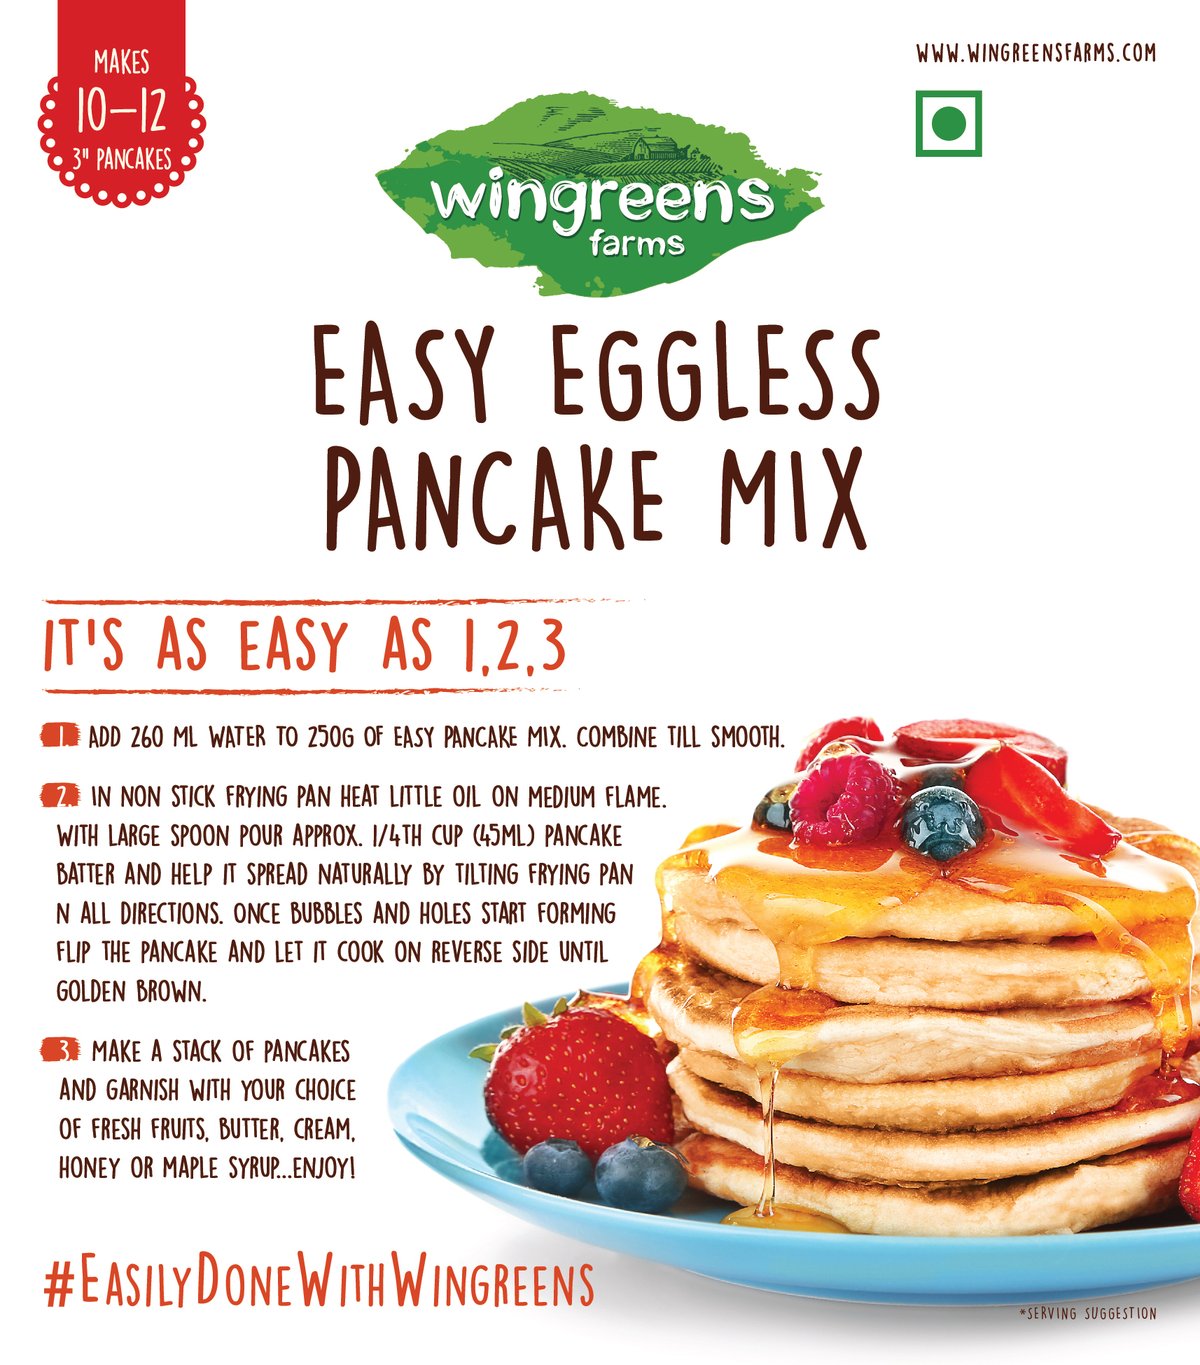 MAKES
10–12
3" PANCAKES
WWW.WINGREENSFARMS.COM
wingreens
farms
EASY EGGLESS
PANCAKE MIX
IT'S AS EASY AS 1,2,3
1. ADD 260 ML WATER TO 250G OF EASY PANCAKE MIX. COMBINE TILL SMOOTH.
2. IN NON STICK FRYING PAN HEAT LITTLE OIL ON MEDIUM FLAME.
WITH LARGE SPOON POUR APPROX. 1/4TH CUP (45ML) PANCAKE
BATTER AND HELP IT SPREAD NATURALLY BY TILTING FRYING PAN
N ALL DIRECTIONS. ONCE BUBBLES AND HOLES START FORMING
FLIP THE PANCAKE AND LET IT COOK ON REVERSE SIDE UNTIL
GOLDEN BROWN.
3. MAKE A STACK OF PANCAKES
AND GARNISH WITH YOUR CHOICE
OF FRESH FRUITS, BUTTER, CREAM,
HONEY OR MAPLE SYRUP...ENJOY!
#EASILYDONEWITHWINGREENS
*SERVING SUGGESTION